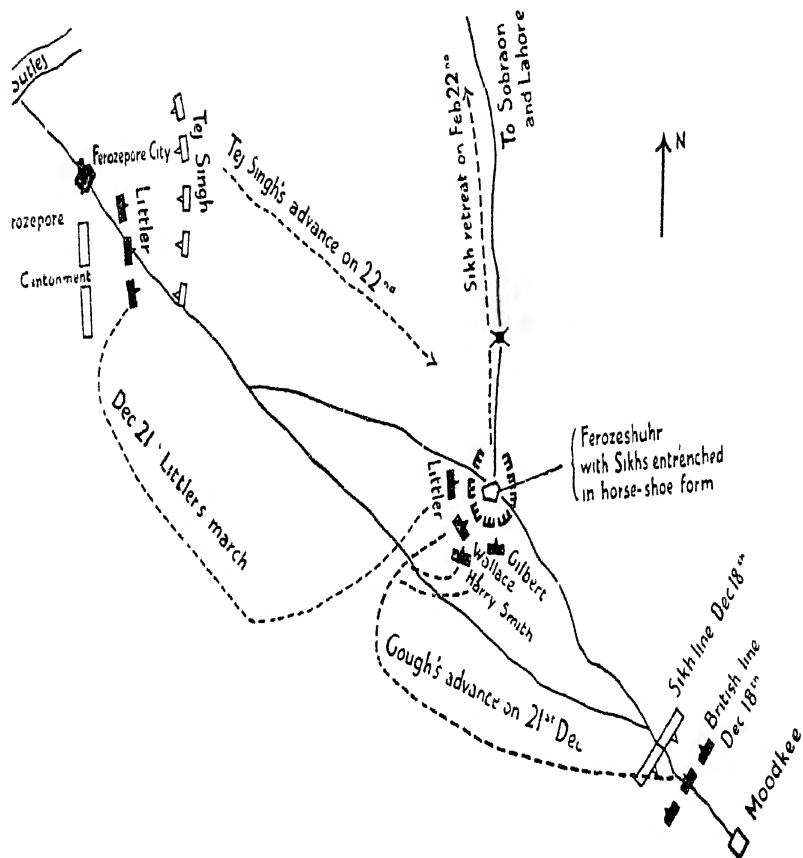 Sutlej
Ferozepore City
Tej Singh
Littler
rozepore
Cantonment
Tej Singh's advance on 22nd
Sikh retreat on Feb 22nd
To Sobraon
and Lahore
N
Dec 21st Littler's march
Littler
Wallace
Harry Smith
Gilbert
Ferozeshuhr
with Sikhs entrenched
in horse-shoe form
Gough's advance on 21st Dec
Sikh line Dec 18th
British line
Dec 18th
Moodkee